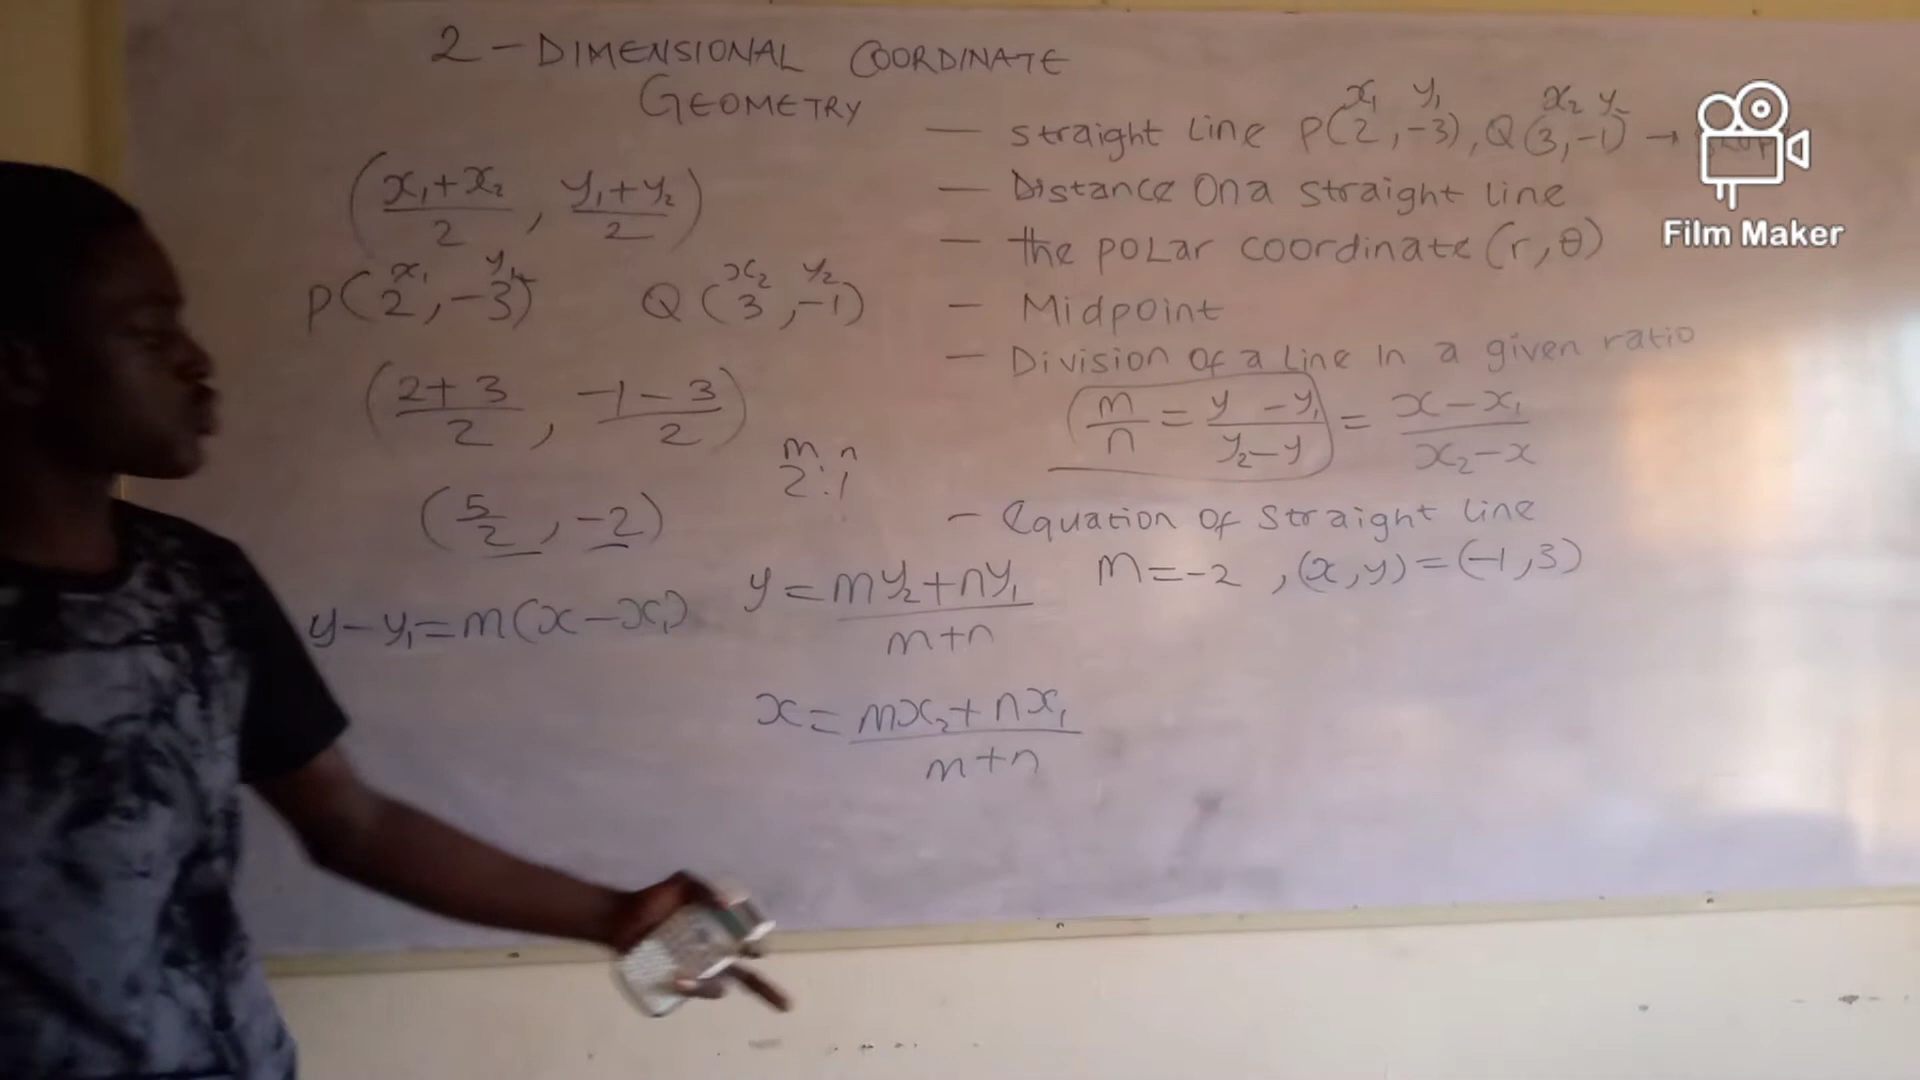 2 - DIMENSIONAL COORDINATE
GEOMETRY
(x₁+x₂/2, y₁+y₂/2)
x₁ y₁ x₂ y₂
P(2,-3) Q(3,-1)
(2+3/2, -1-3/2)
(5/2, -2)
y-y₁=m(x-x₁)
m n
2:1
y = my₂+ny₁/m+n
x = mx₂+nx₁/m+n
x₁ y₁ x₂ y₂
— straight Line P(2,-3), Q(3,-1) →
— Distance On a straight line
— the poLar coordinate (r, θ)
— Midpoint
— Division of a Line In a given ratio
m/n = y-y₁/y₂-y = x-x₁/x₂-x
— Equation Of Straight line
m=-2, (x,y)=(-1,3)
Film Maker